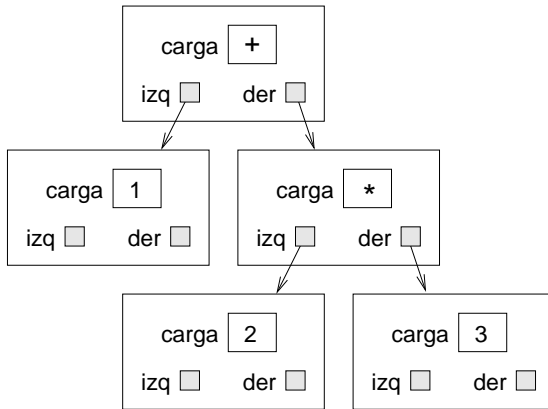 carga +
izq der
carga 1
izq der
carga *
izq der
carga 2
izq der
carga 3
izq der